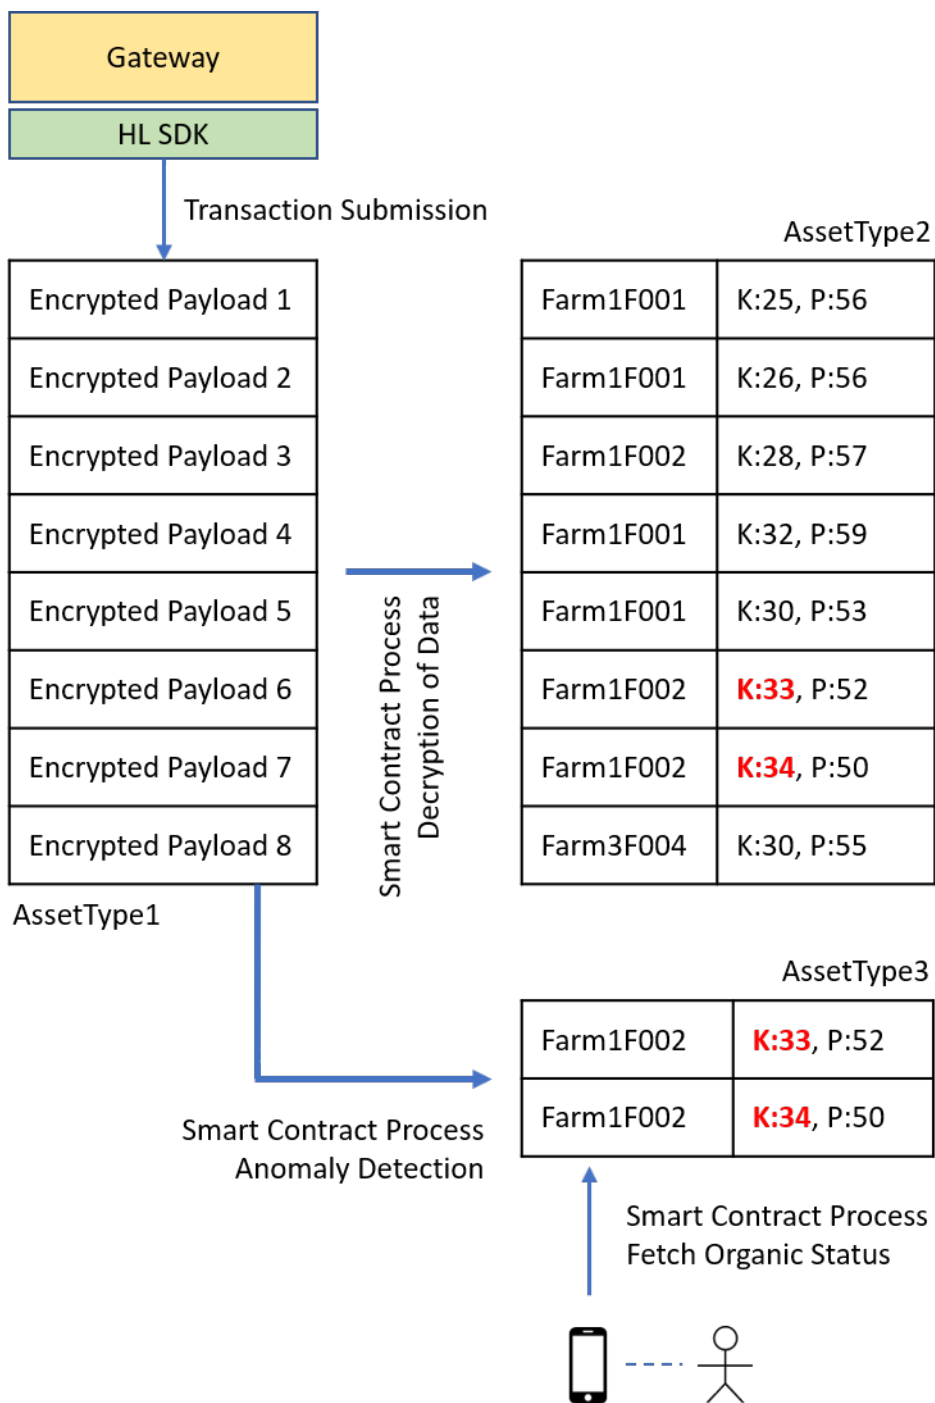 Gateway
HL SDK
Transaction Submission
AssetType2
Encrypted Payload 1
Encrypted Payload 2
Encrypted Payload 3
Encrypted Payload 4
Encrypted Payload 5
Encrypted Payload 6
Encrypted Payload 7
Encrypted Payload 8
AssetType1
Smart Contract Process
Decryption of Data
Farm1F001 K:25, P:56
Farm1F001 K:26, P:56
Farm1F002 K:28, P:57
Farm1F001 K:32, P:59
Farm1F001 K:30, P:53
Farm1F002 K:33, P:52
Farm1F002 K:34, P:50
Farm3F004 K:30, P:55
AssetType3
Farm1F002 K:33, P:52
Farm1F002 K:34, P:50
Smart Contract Process
Anomaly Detection
Smart Contract Process
Fetch Organic Status